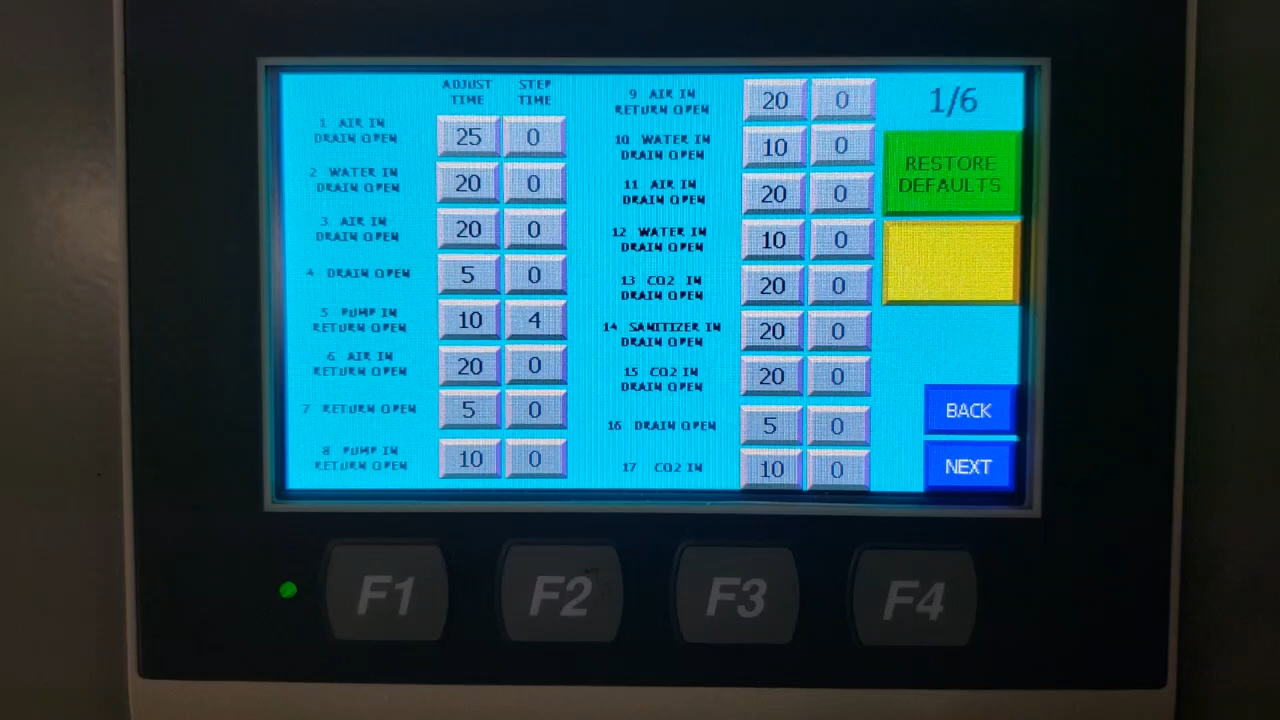 ADJUST TIME STEP TIME
1 AIR IN
DRAIN OPEN 25 0
2 WATER IN
DRAIN OPEN 20 0
3 AIR IN
DRAIN OPEN 20 0
4 DRAIN OPEN 5 0
5 PUMP IN
RETURN OPEN 10 4
6 AIR IN
RETURN OPEN 20 0
7 RETURN OPEN 5 0
8 PUMP IN
RETURN OPEN 10 0
9 AIR IN
RETURN OPEN 20 0
10 WATER IN
DRAIN OPEN 10 0
11 AIR IN
DRAIN OPEN 20 0
12 WATER IN
DRAIN OPEN 10 0
13 CO2 IN
DRAIN OPEN 20 0
14 SANITIZER IN
DRAIN OPEN 20 0
15 CO2 IN
DRAIN OPEN 20 0
16 DRAIN OPEN 5 0
17 CO2 IN 10 0
1/6
RESTORE
DEFAULTS
BACK
NEXT
F1 F2 F3 F4